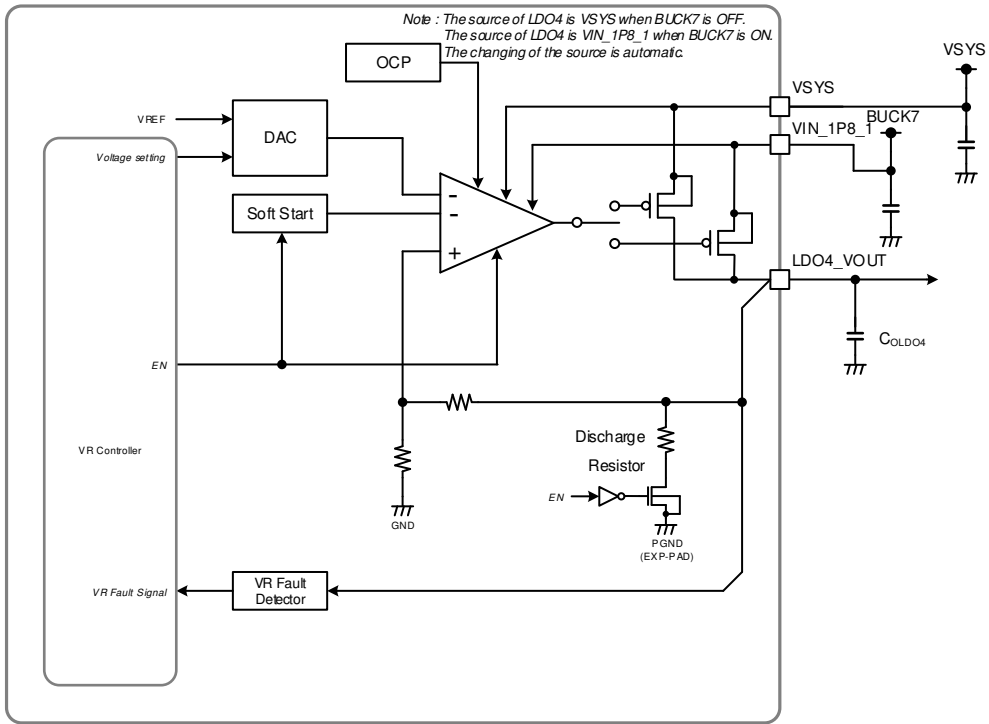 Note : The source of LDO4 is VSYS when BUCK7 is OFF.
The source of LDO4 is VIN_1P8_1 when BUCK7 is ON.
The changing of the source is automatic.
OCP
VSYS
VSYS
VREF
DAC
VIN_1P8_1
BUCK7
Voltage setting
Soft Start
-
-
+
LDO4_VOUT
COLDO4
EN
VR Controller
Discharge
Resistor
EN
GND
PGND
(EXP-PAD)
VR Fault Signal
VR Fault
Detector